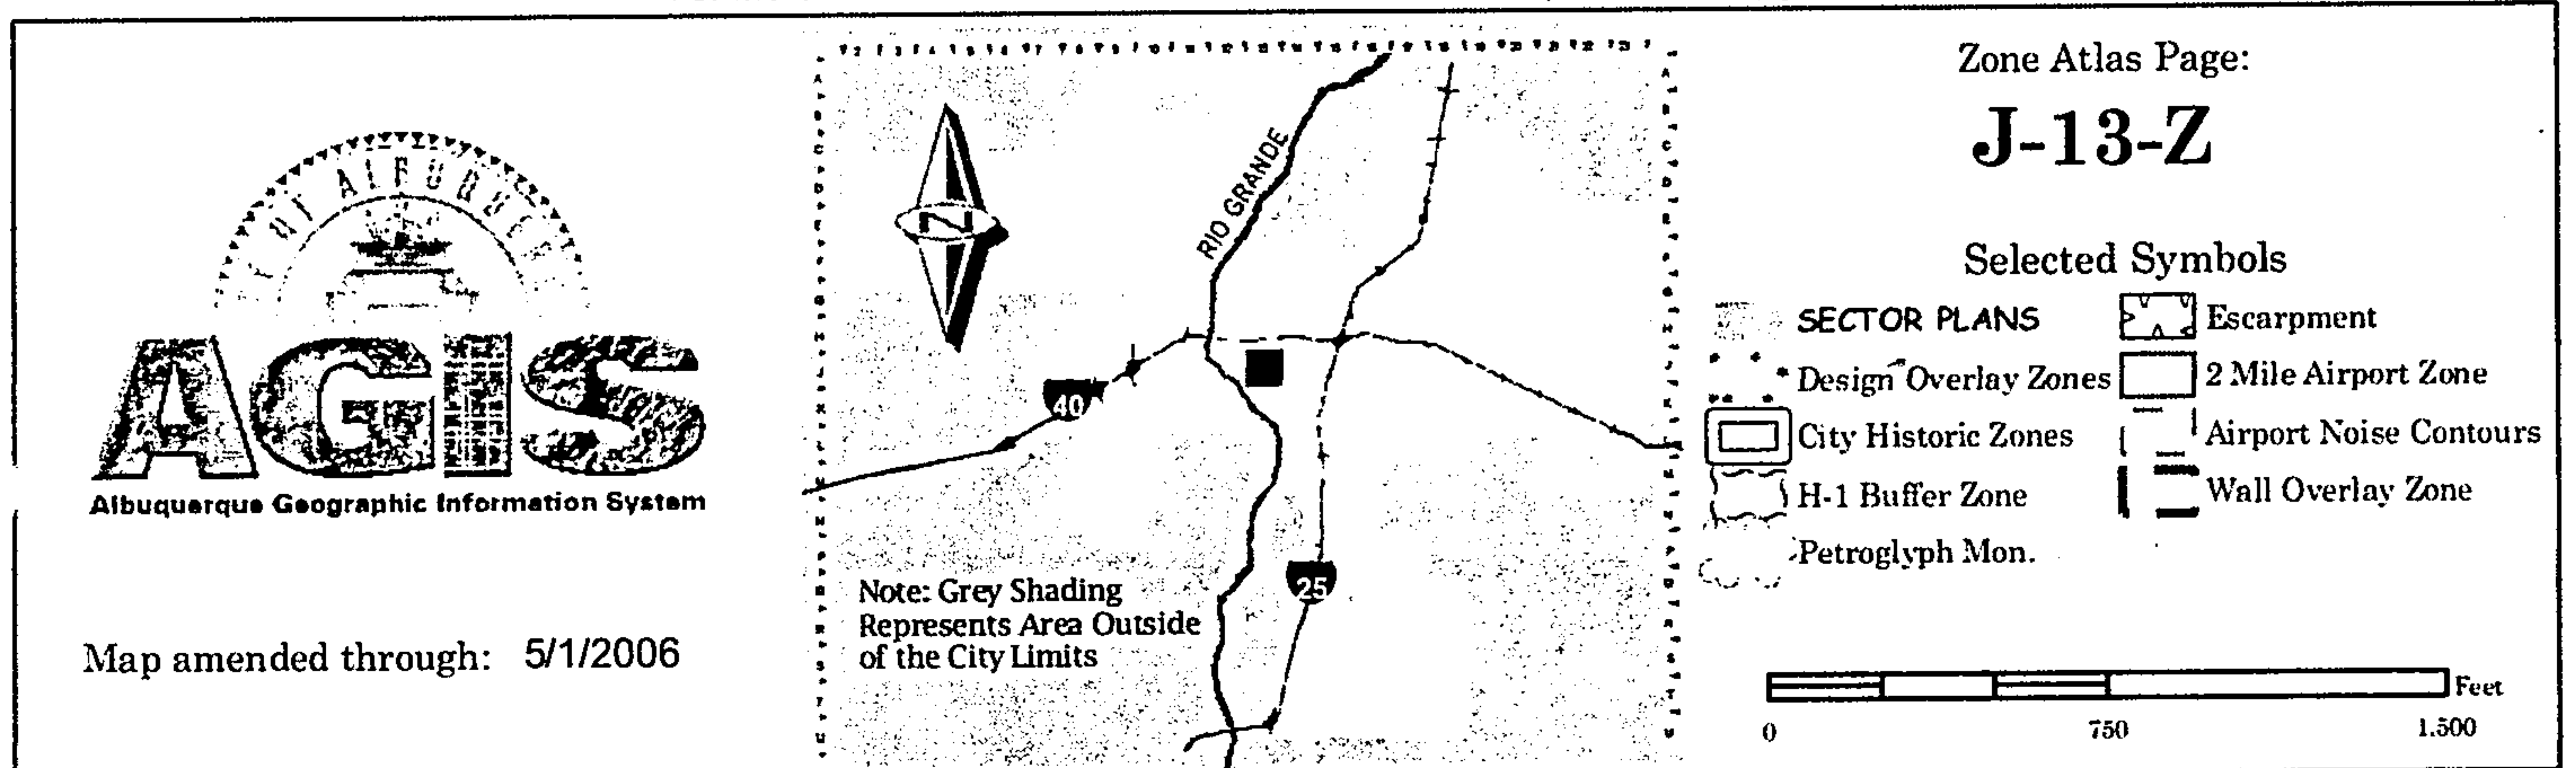 OF ALBUQUERQUE
AGIS
Albuquerque Geographic Information System
Map amended through: 5/1/2006
N
RIO GRANDE
40
25
Note: Grey Shading
Represents Area Outside
of the City Limits
Zone Atlas Page:
J-13-Z
Selected Symbols
SECTOR PLANS
Design Overlay Zones
City Historic Zones
H-1 Buffer Zone
Petroglyph Mon.
Escarpment
2 Mile Airport Zone
Airport Noise Contours
Wall Overlay Zone
Feet
0 750 1.500